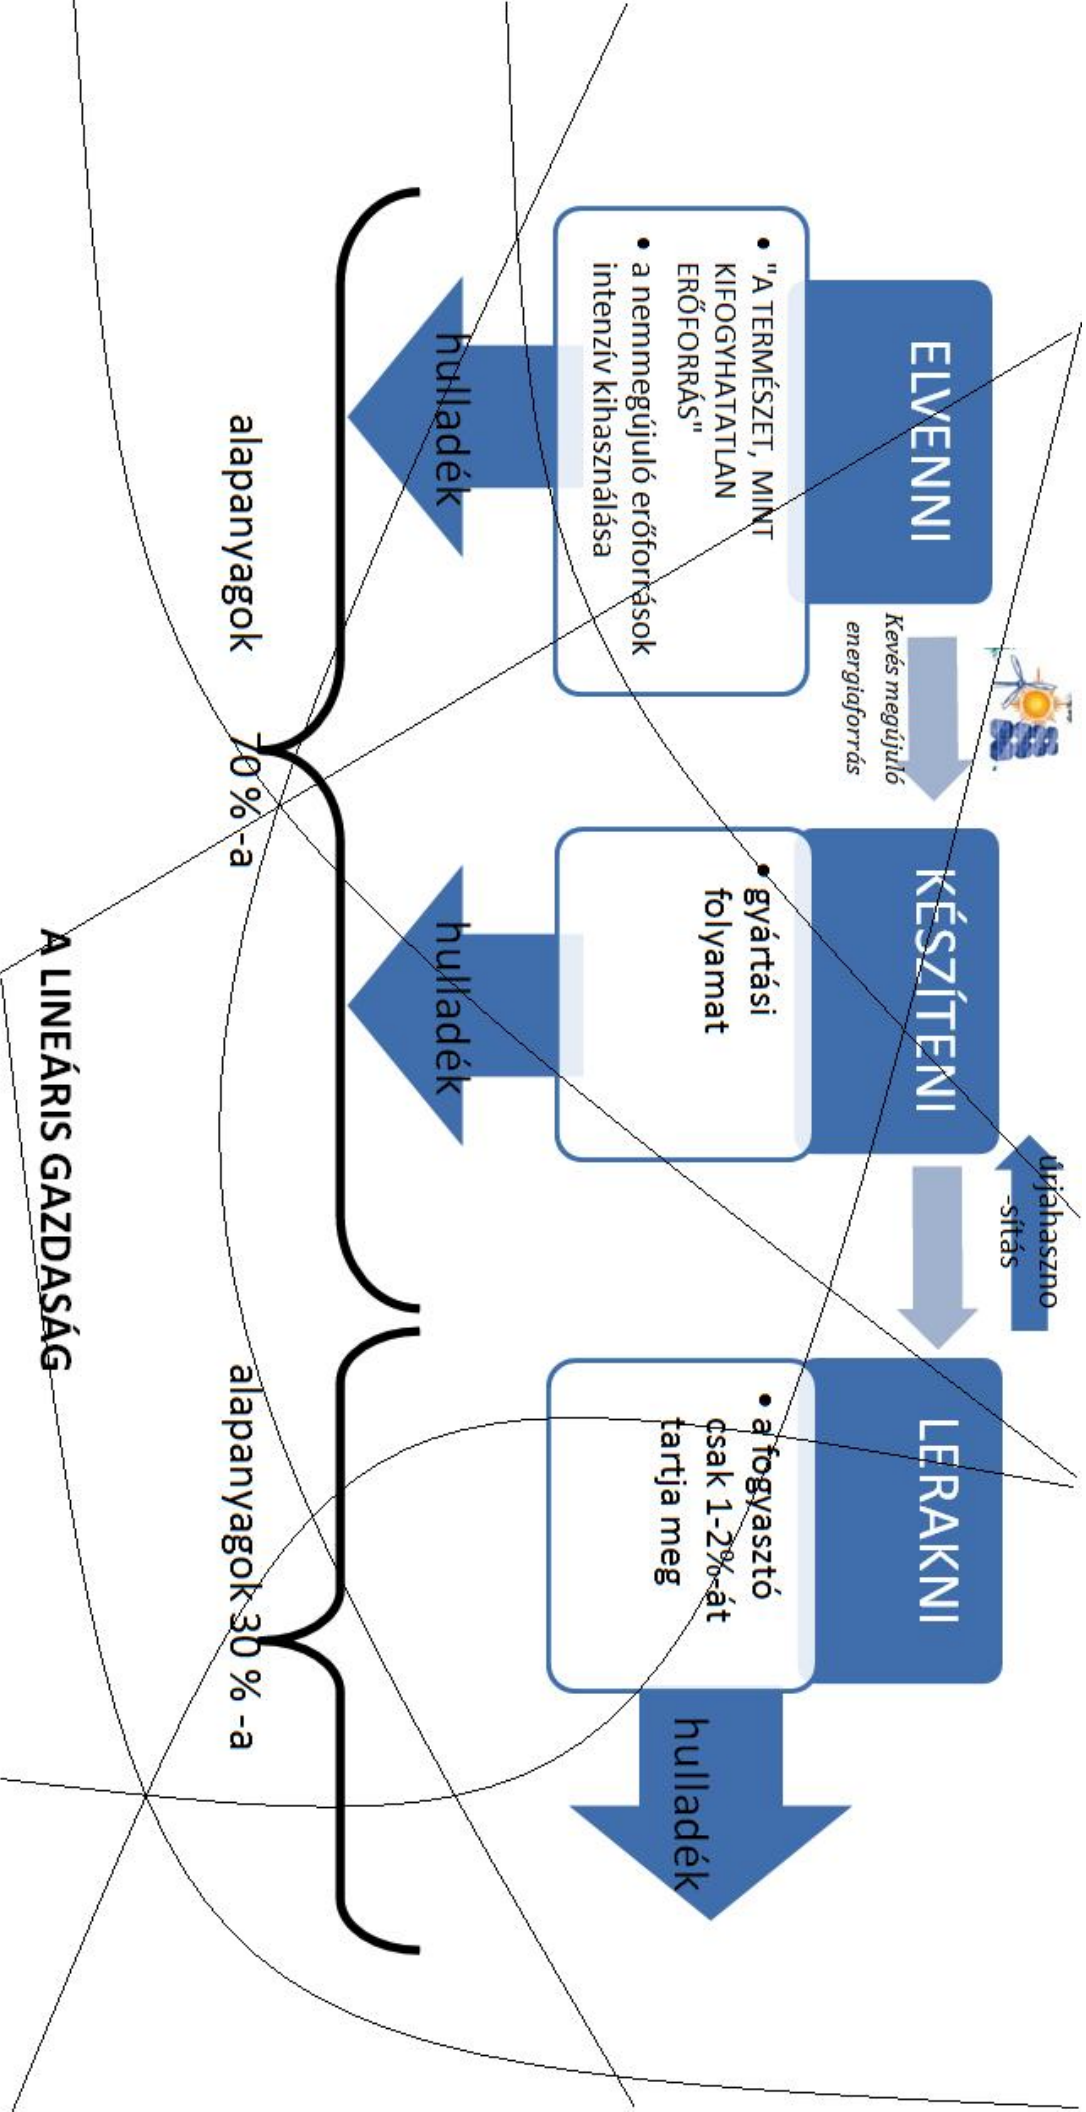 ELVENNI
• "A TERMÉSZET, MINT
KIFOGYHATATLAN
ERŐFORRÁS"
• a nemmegújuló erőforrások
intenzív kihasználása
hulladék
Kevés megújuló
energiaforrás
KÉSZÍTENI
• gyártási
folyamat
hulladék
úrjahaszno
-sítás
LERAKNI
• a fogyasztó
csak 1-2%-át
tartja meg
hulladék
alapanyagok 70 % -a
alapanyagok 30 % -a
A LINEÁRIS GAZDASÁG